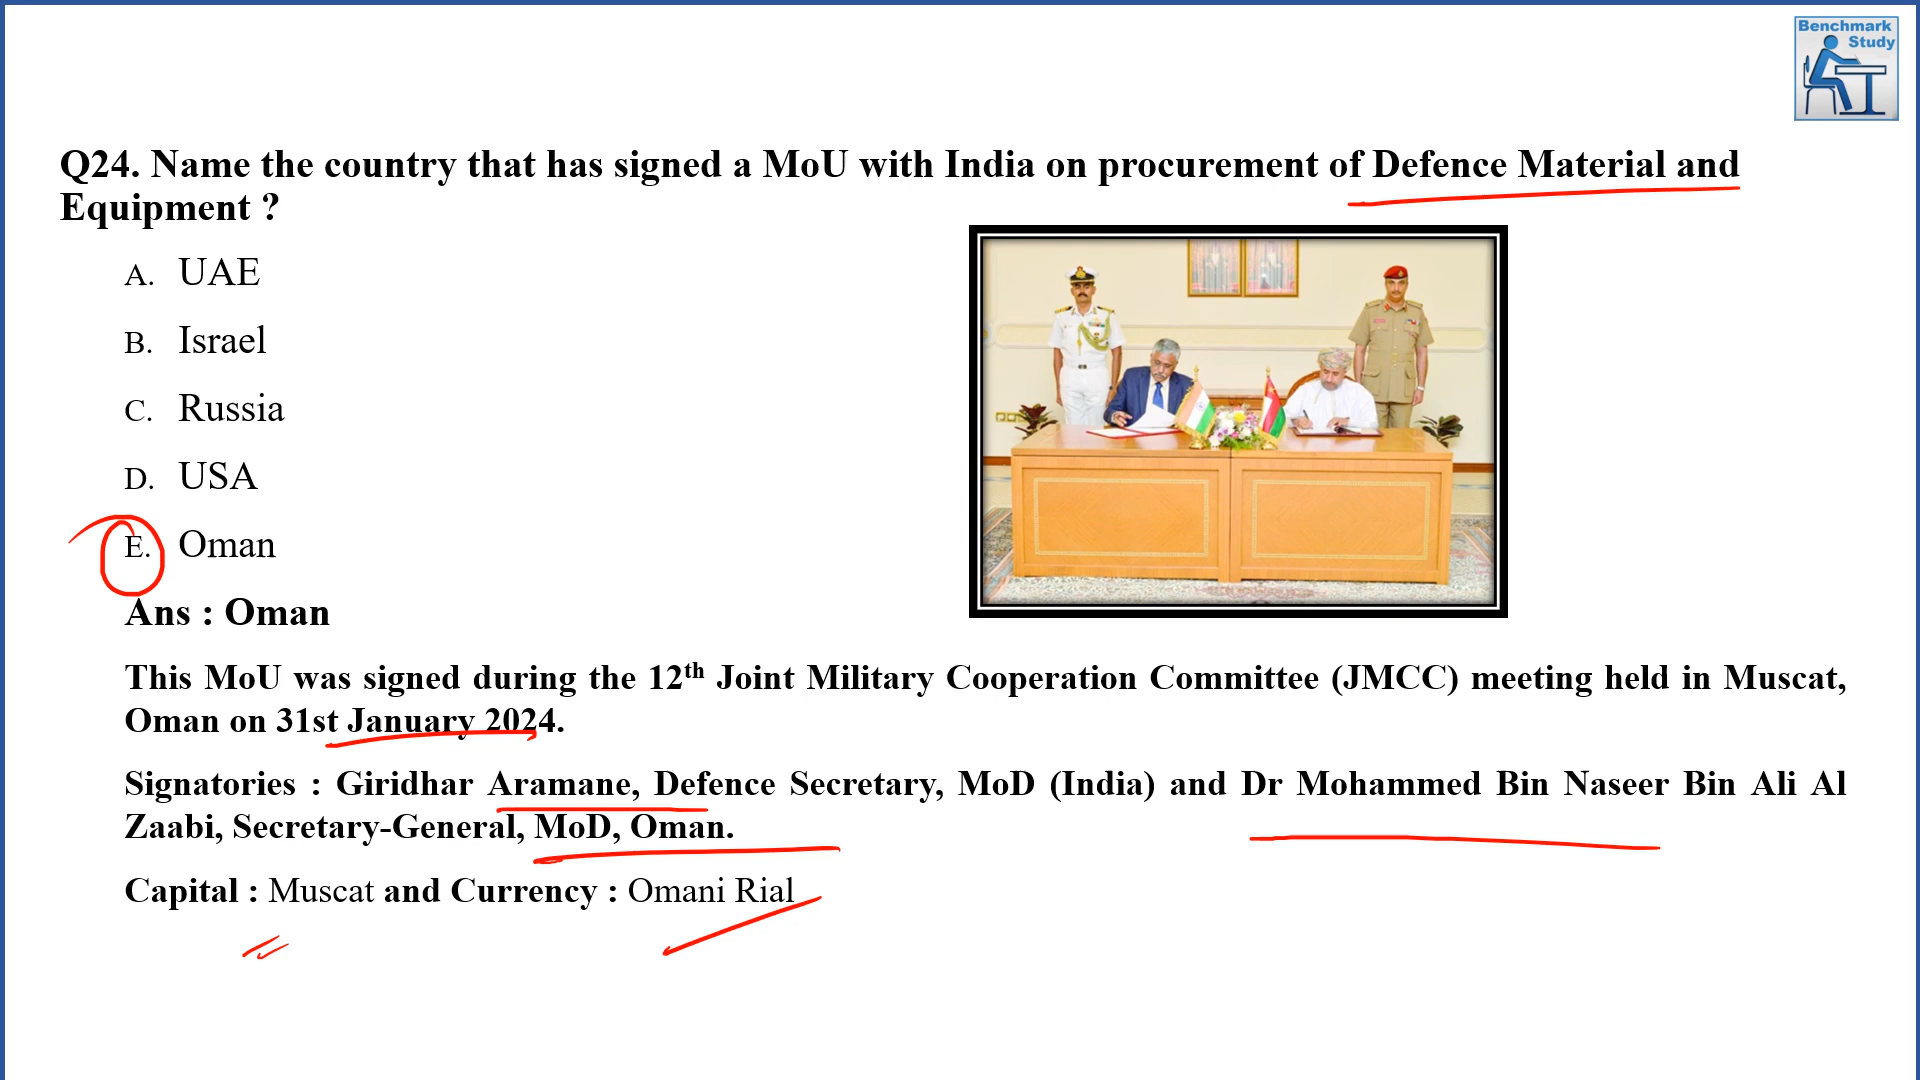 Benchmark
Study
Q24. Name the country that has signed a MoU with India on procurement of Defence Material and
Equipment ?
A. UAE
B. Israel
C. Russia
D. USA
E. Oman
Ans : Oman
This MoU was signed during the 12th Joint Military Cooperation Committee (JMCC) meeting held in Muscat,
Oman on 31st January 2024.
Signatories : Giridhar Aramane, Defence Secretary, MoD (India) and Dr Mohammed Bin Naseer Bin Ali Al
Zaabi, Secretary-General, MoD, Oman.
Capital : Muscat and Currency : Omani Rial